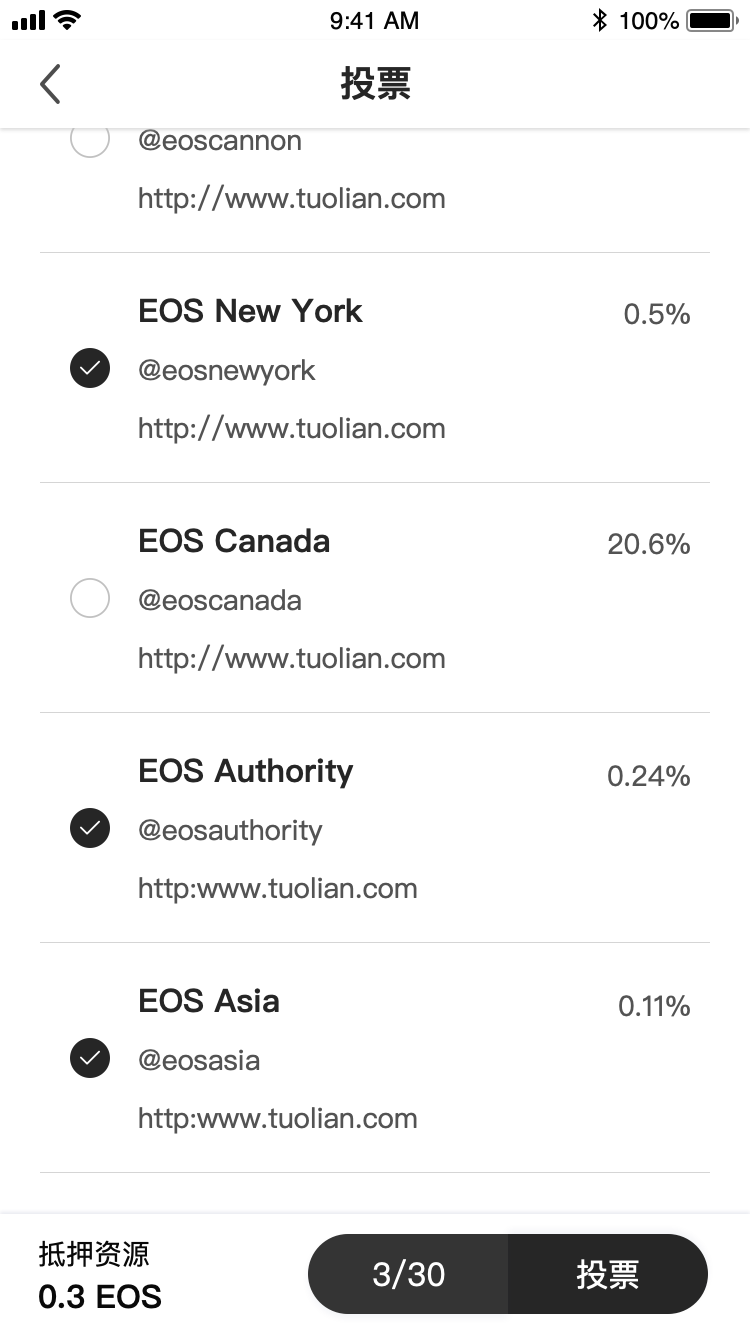 9:41 AM
100%
投票
@eoscannon
http://www.tuolian.com
EOS New York
0.5%
@eosnewyork
http://www.tuolian.com
EOS Canada
20.6%
@eoscanada
http://www.tuolian.com
EOS Authority
0.24%
@eosauthority
http:www.tuolian.com
EOS Asia
0.11%
@eosasia
http:www.tuolian.com
抵押资源
0.3 EOS
3/30
投票